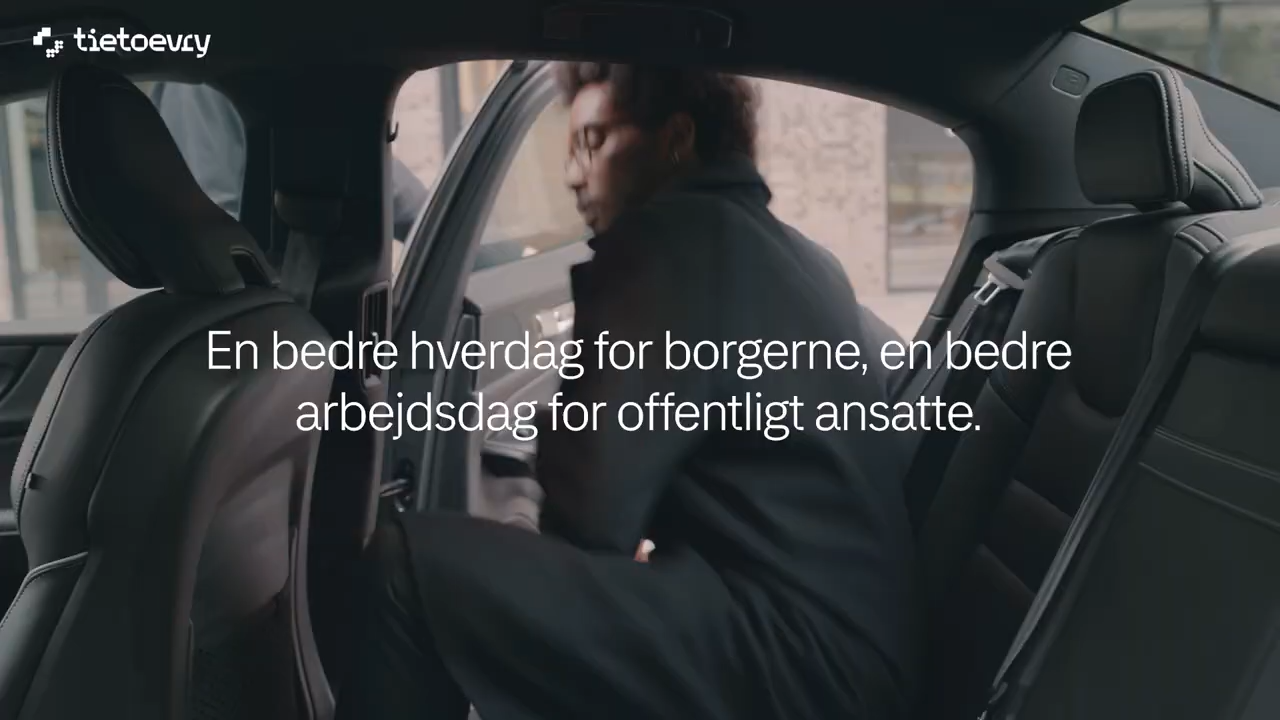 tietoevry
En bedre hverdag for borgerne, en bedre
arbejdsdag for offentligt ansatte.